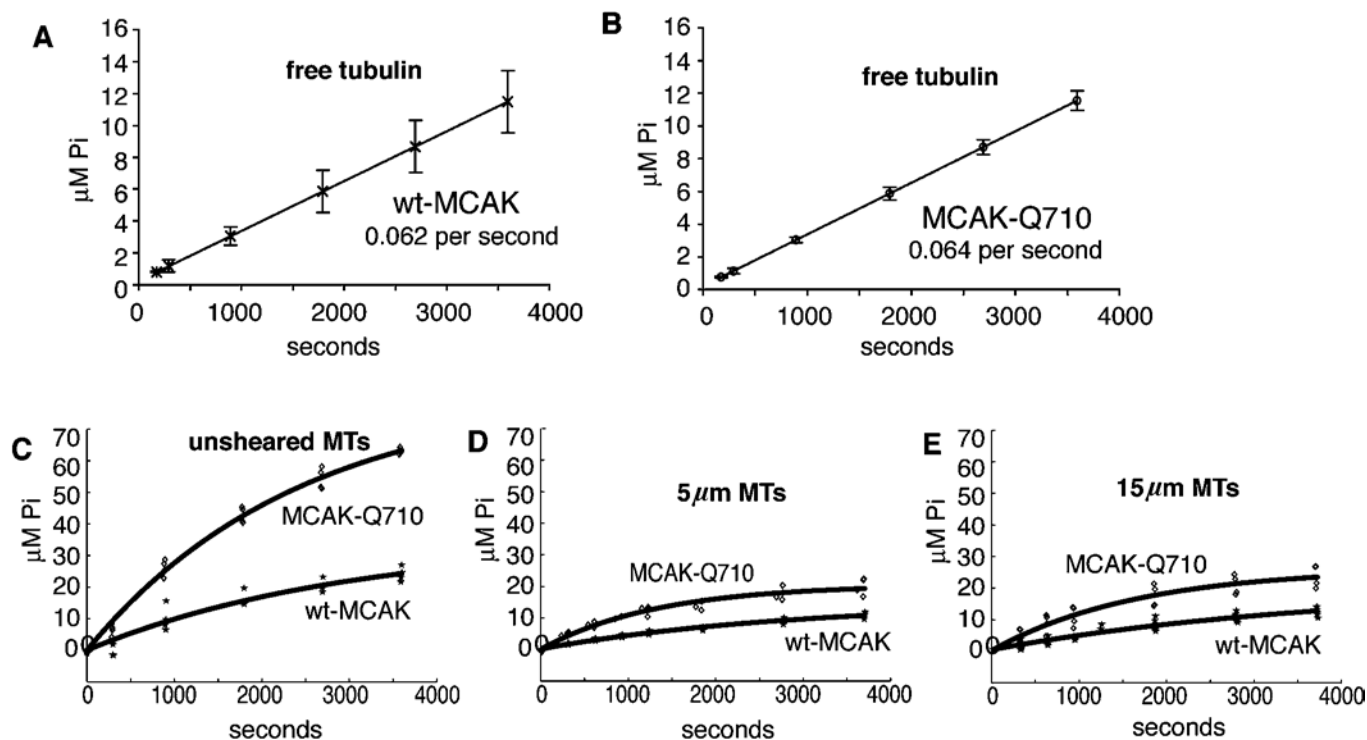 A
16
14
12
10
8
6
4
2
0
μM Pi
free tubulin
wt-MCAK
0.062 per second
0 1000 2000 3000 4000
seconds
B
16
14
12
10
8
6
4
2
0
μM Pi
free tubulin
MCAK-Q710
0.064 per second
0 1000 2000 3000 4000
seconds
C
70
60
50
40
30
20
10
0
μM Pi
unsheared MTs
MCAK-Q710
wt-MCAK
0 1000 2000 3000 4000
seconds
D
70
60
50
40
30
20
10
0
5μm MTs
MCAK-Q710
wt-MCAK
0 1000 2000 3000 4000
seconds
E
70
60
50
40
30
20
10
0
μM Pi
15μm MTs
MCAK-Q710
wt-MCAK
0 1000 2000 3000 4000
seconds